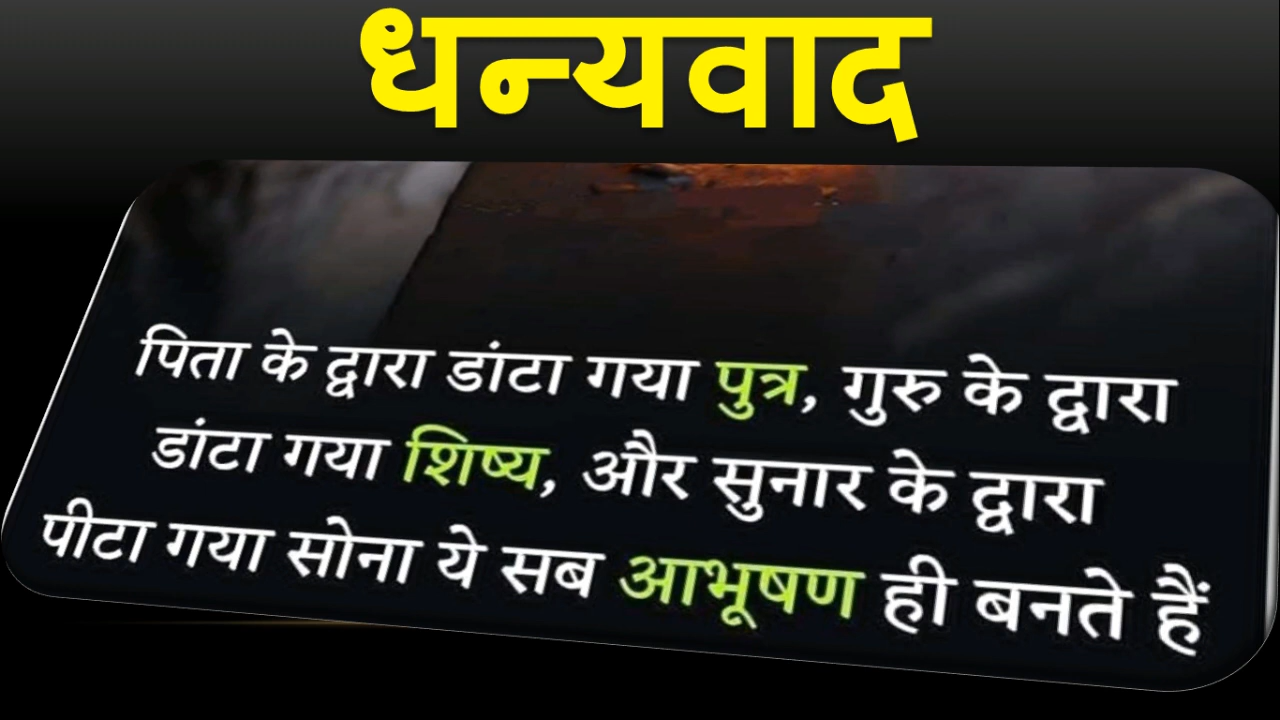 धन्यवाद
पिता के द्वारा डांटा गया पुत्र, गुरु के द्वारा
डांटा गया शिष्य, और सुनार के द्वारा
पीटा गया सोना ये सब आभूषण ही बनते हैं